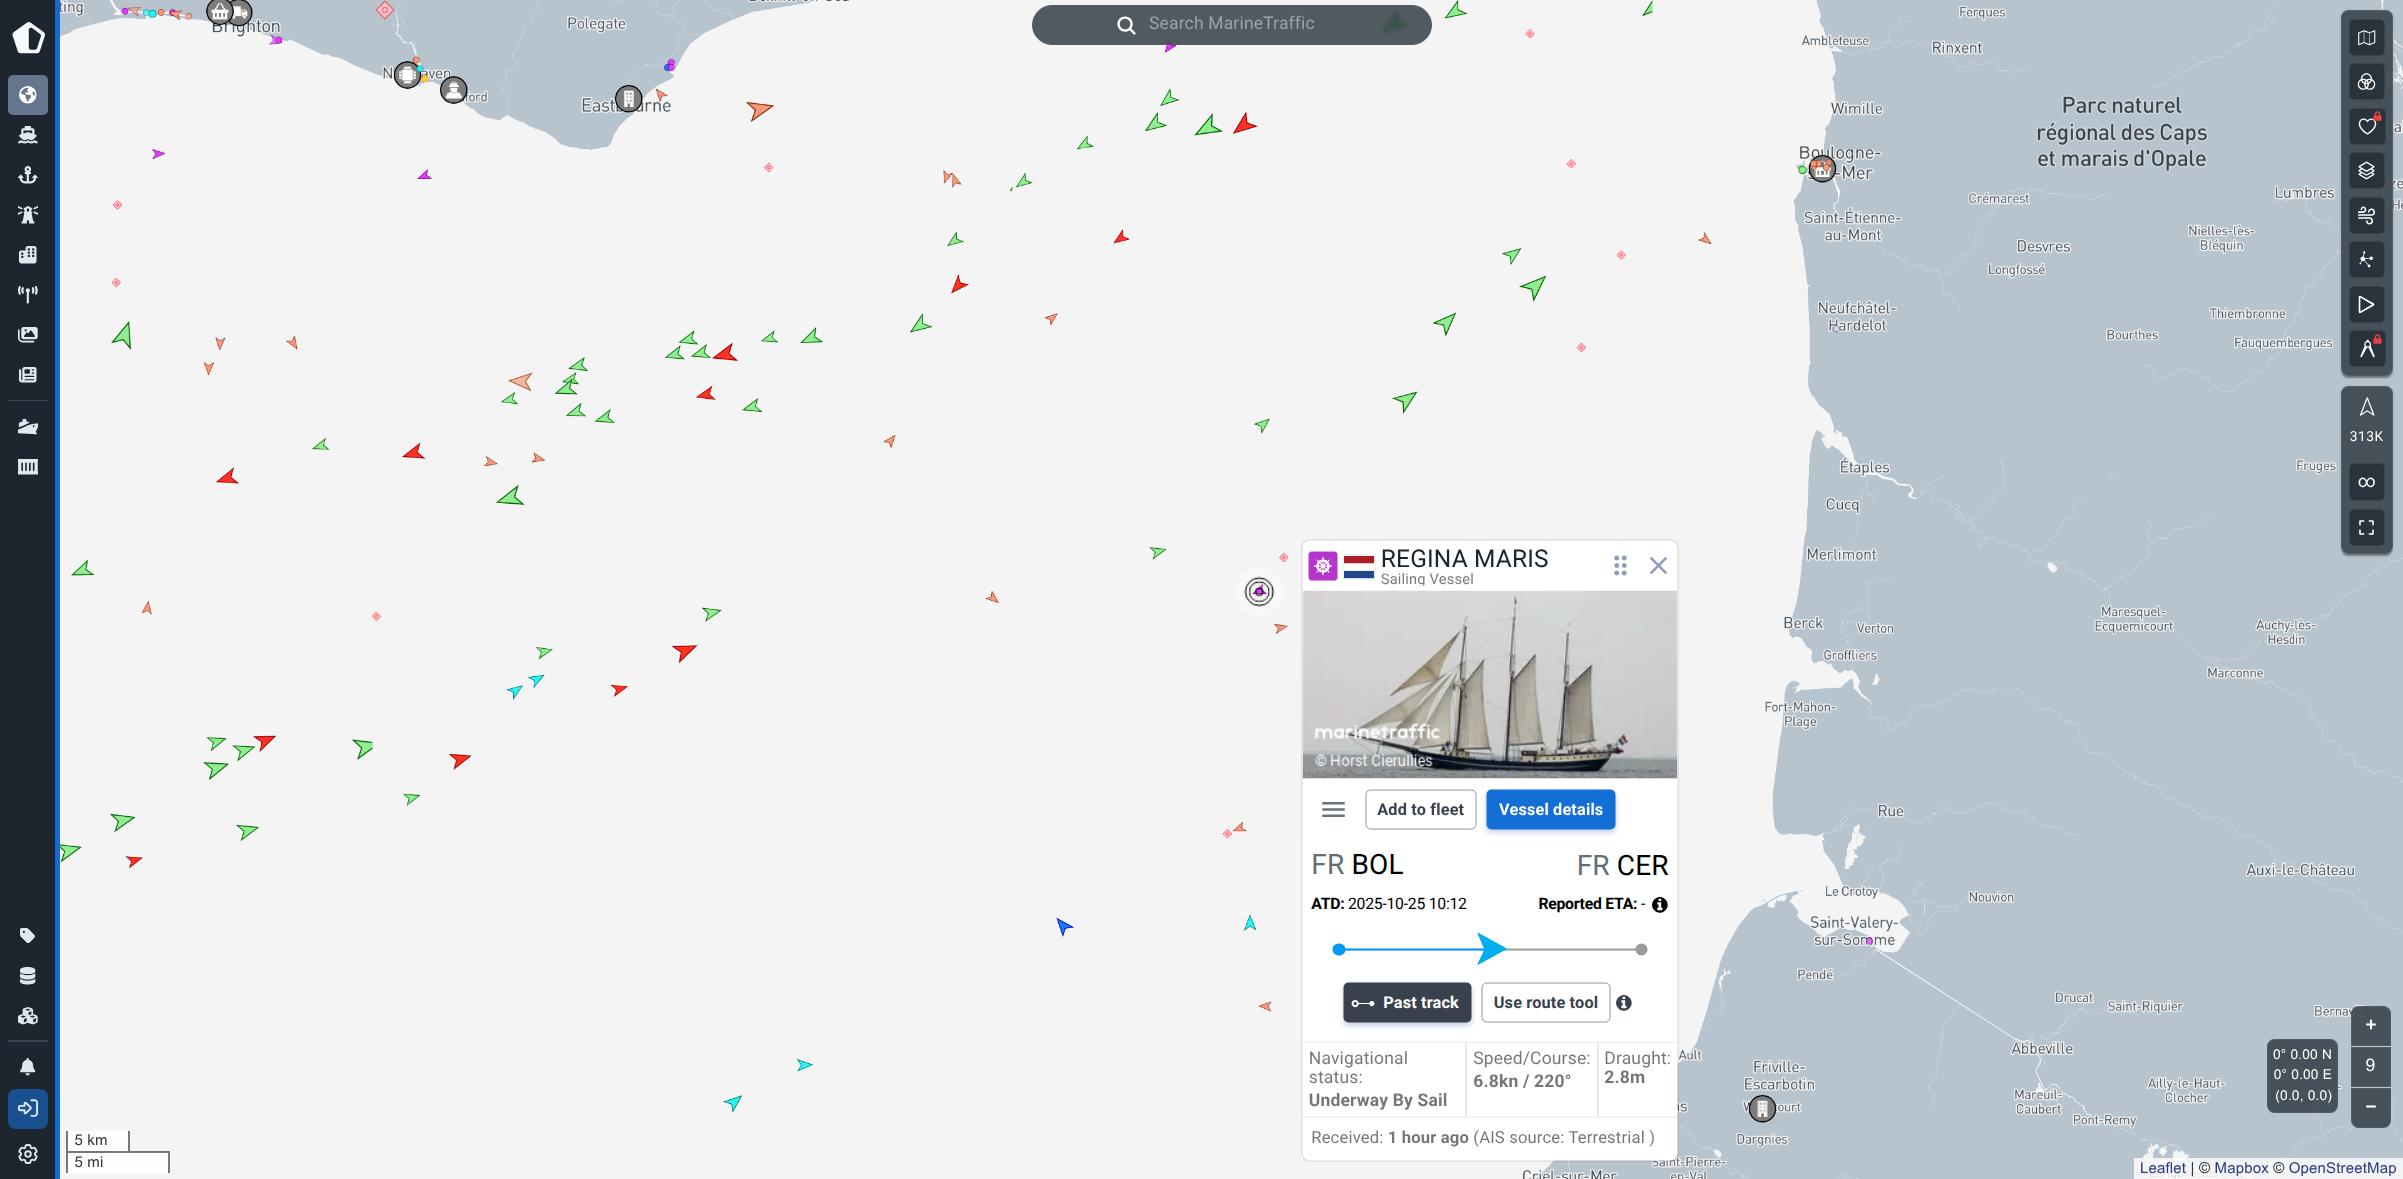 Search MarineTraffic
ting
Brighton
Polegate
Ferques
Ambleteuse
Rinxent
Wimille
Parc naturel
régional des Caps
et marais d'Opale
Boulogne-
-Mer
Lumbres
Crémarest
Saint-Étienne-
au-Mont
Nielles-lès-
Bléquin
Desvres
Longfossé
Neufchâtel-
Hardelot
Thiembronne
Bourthes
Fauquembergues
313K
Étaples
Fruges
Cucq
Merlimont
REGINA MARIS
Sailing Vessel
marinetraffic
© Horst Cierullies
Add to fleet
Vessel details
FR BOL
FR CER
ATD: 2025-10-25 10:12
Reported ETA: -
Past track
Use route tool
Navigational
status:
Underway By Sail
Speed/Course:
6.8kn / 220°
Draught:
2.8m
Received: 1 hour ago (AIS source: Terrestrial )
Berck
Verton
Groffliers
Maresquel-
Ecquemicourt
Auchy-lès-
Hesdin
Marconne
Fort-Mahon-
Plage
Rue
Auxi-le-Château
Le Crotoy
Nouvion
Saint-Valery-
sur-Somme
Pendé
Drucat
Saint-Riquier
Berna
Ault
Abbeville
Friville-
Escarbotin
court
Dargnies
Mareuil-
Caubert
Ailly-le-Haut-
Clocher
Pont-Remy
Saint-Pierre-
en-Val
Criel-sur-Mer
0° 0.00 N
0° 0.00 E
(0.0, 0.0)
+
9
−
5 km
5 mi
Leaflet | © Mapbox © OpenStreetMap